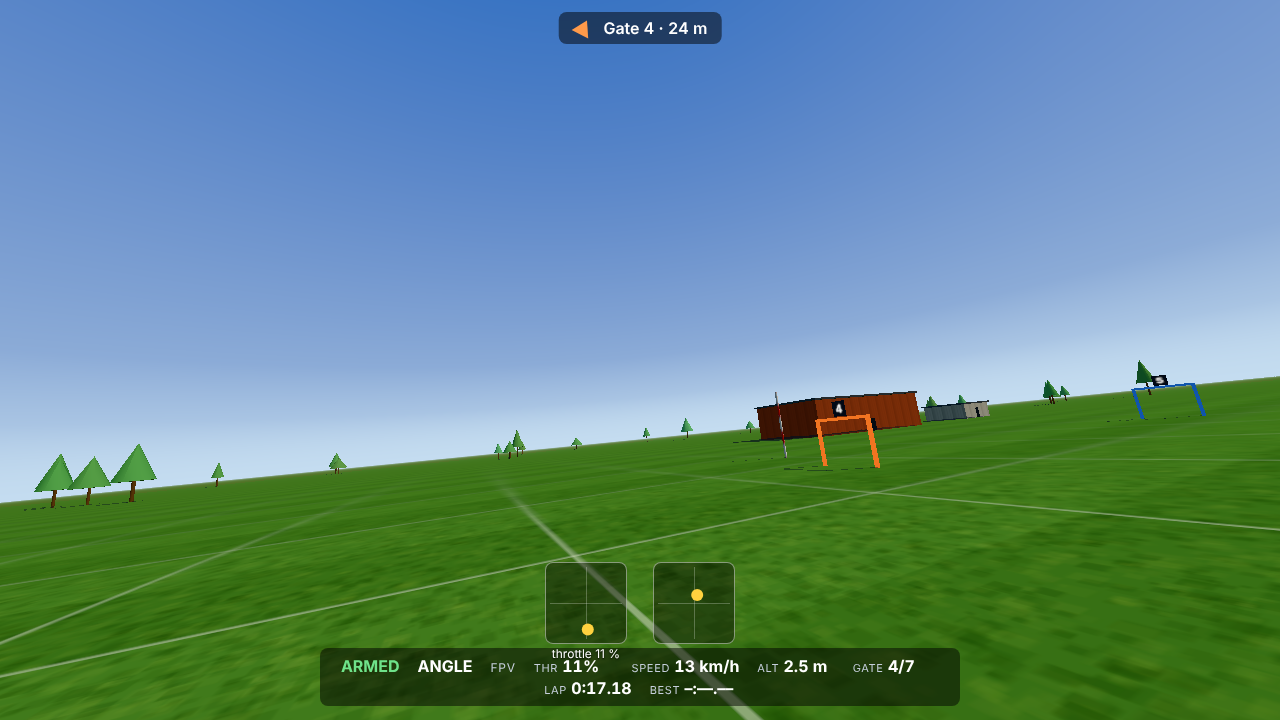 Gate 4 · 24 m
4
throttle 11 %
ARMED ANGLE FPV THR 11% SPEED 13 km/h ALT 2.5 m GATE 4/7
LAP 0:17.18 BEST –:––.––